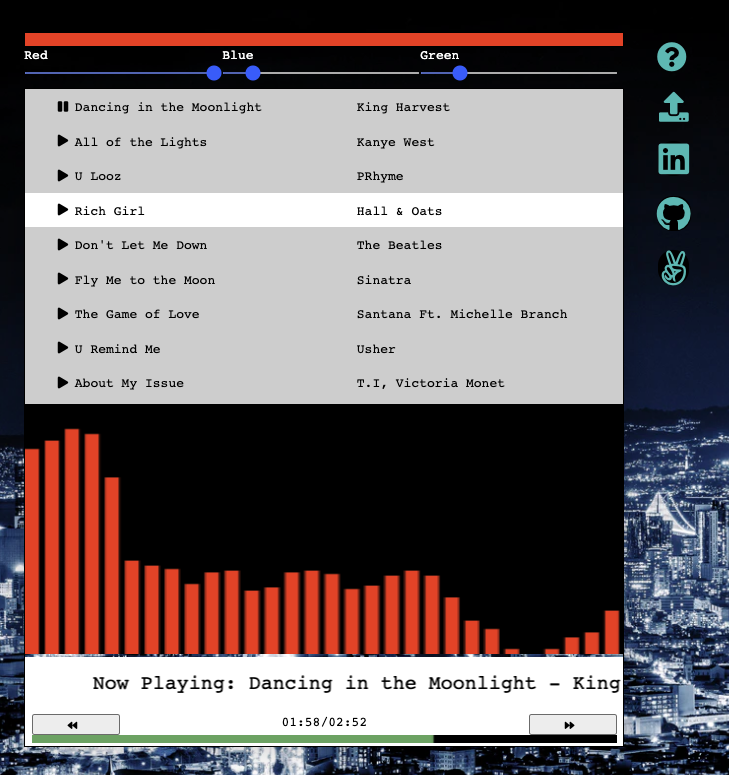 Red Blue Green
Dancing in the Moonlight King Harvest
All of the Lights Kanye West
U Looz PRhyme
Rich Girl Hall & Oats
Don't Let Me Down The Beatles
Fly Me to the Moon Sinatra
The Game of Love Santana Ft. Michelle Branch
U Remind Me Usher
About My Issue T.I, Victoria Monet
Now Playing: Dancing in the Moonlight - King
01:58/02:52
?
in